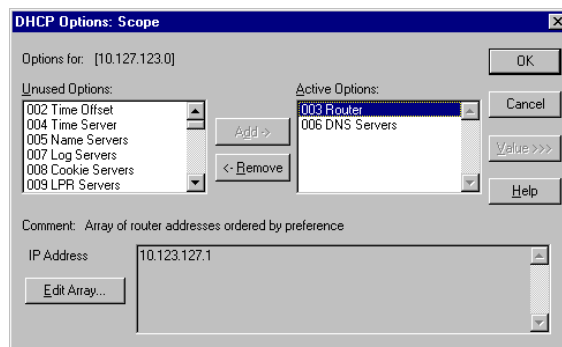 DHCP Options: Scope
Options for: [10.127.123.0]
OK
Unused Options:
Active Options:
002 Time Offset
004 Time Server
005 Name Servers
007 Log Servers
008 Cookie Servers
009 LPR Servers
Add ->
<- Remove
003 Router
006 DNS Servers
Cancel
Value >>>
Help
Comment: Array of router addresses ordered by preference
IP Address
10.123.127.1
Edit Array...